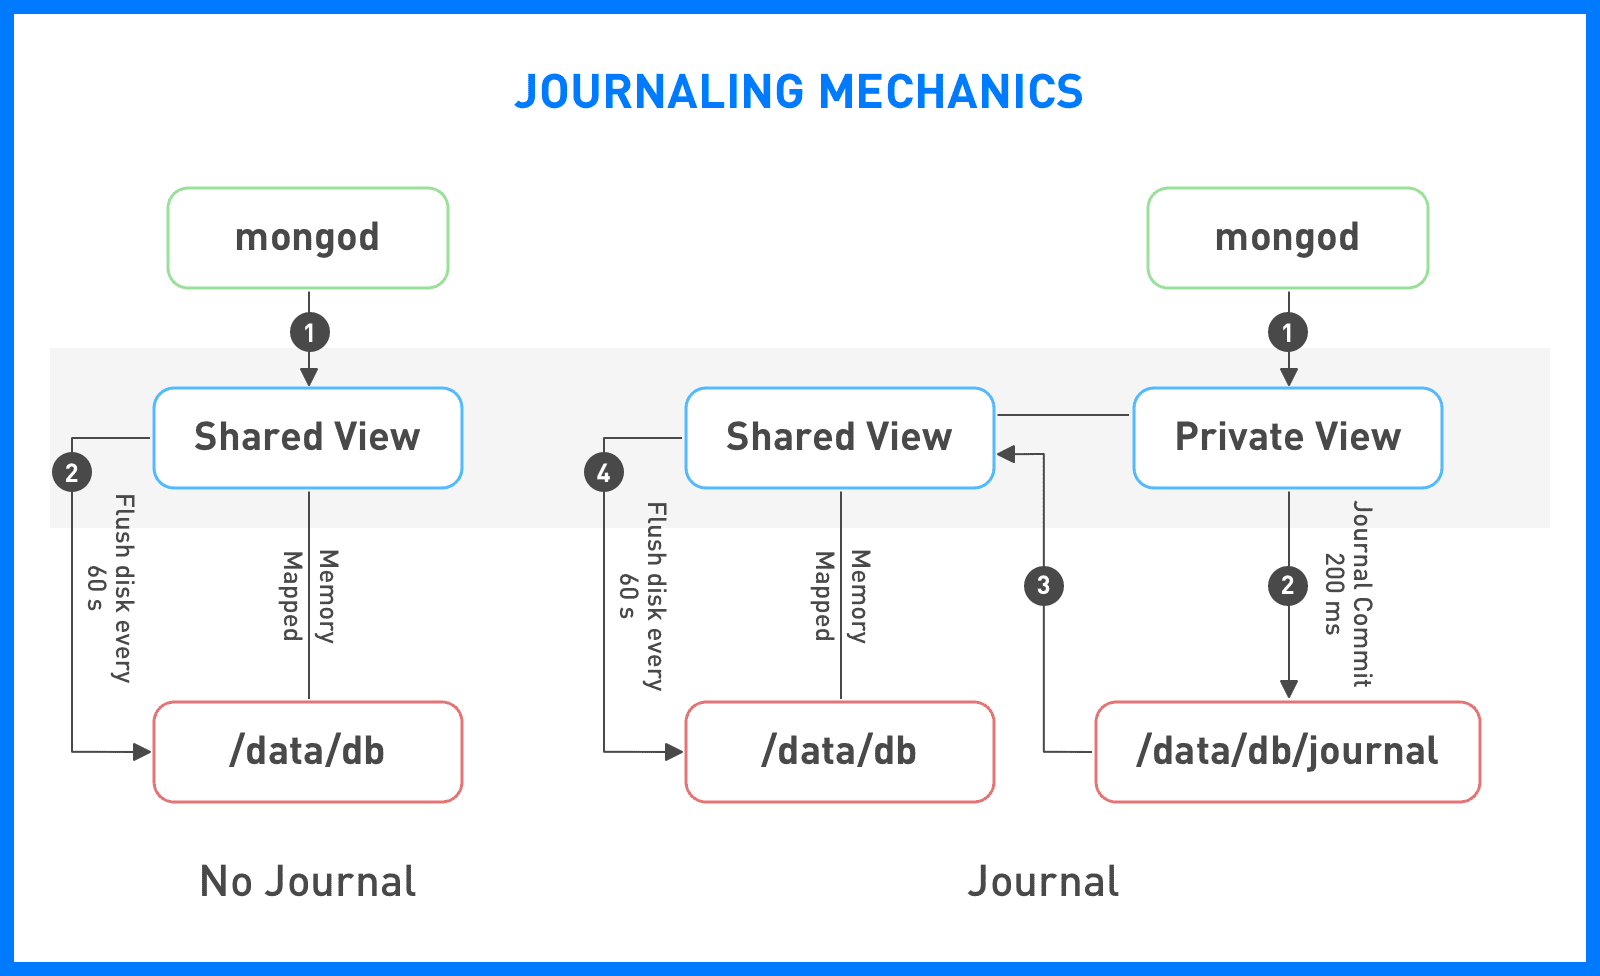 JOURNALING MECHANICS
mongod
1
Shared View
2
Flush disk every
60 s
Memory
Mapped
/data/db
No Journal
mongod
1
Shared View
Private View
4
Flush disk every
60 s
Memory
Mapped
3
2
Journal Commit
200 ms
/data/db
/data/db/journal
Journal